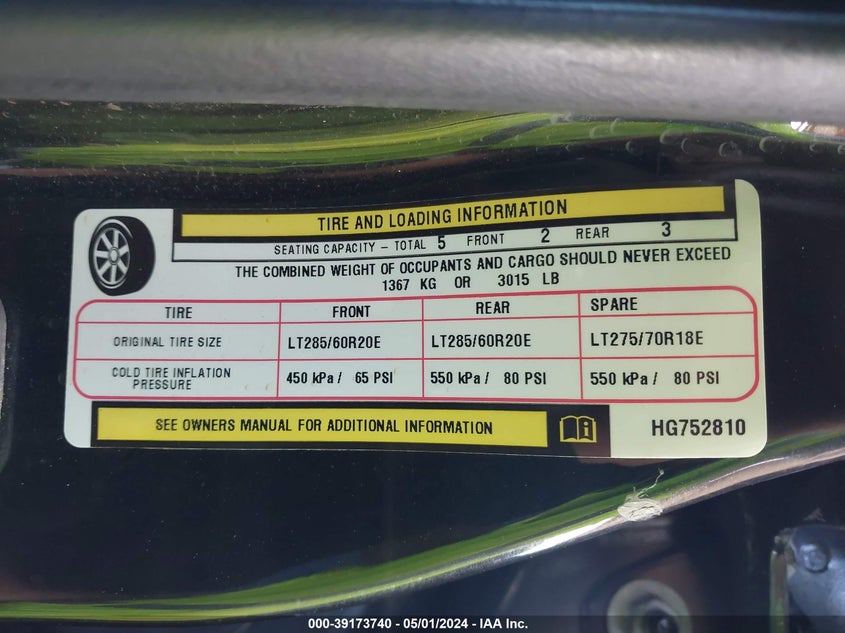 TIRE AND LOADING INFORMATION
SEATING CAPACITY – TOTAL 5 FRONT 2 REAR 3
THE COMBINED WEIGHT OF OCCUPANTS AND CARGO SHOULD NEVER EXCEED
1367 KG OR 3015 LB
TIRE FRONT REAR SPARE
ORIGINAL TIRE SIZE LT285/60R20E LT285/60R20E LT275/70R18E
COLD TIRE INFLATION PRESSURE 450 kPa / 65 PSI 550 kPa / 80 PSI 550 kPa / 80 PSI
SEE OWNERS MANUAL FOR ADDITIONAL INFORMATION HG752810
000-39173740 - 05/01/2024 - IAA Inc.